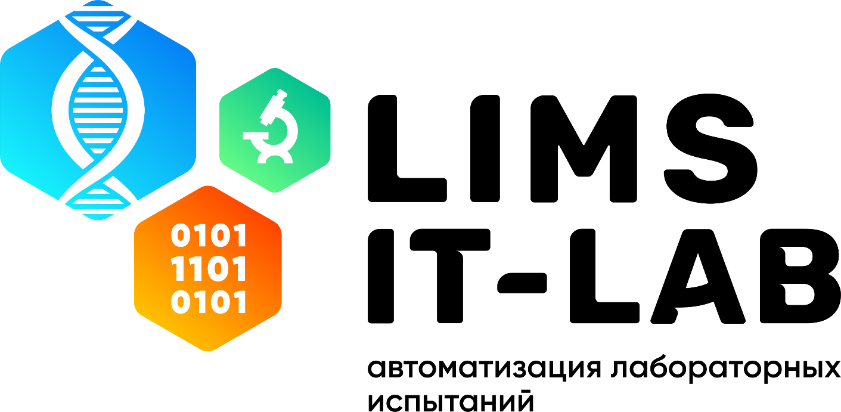 0101
1101
0101
LIMS
IT-LAB
автоматизация лабораторных
испытаний